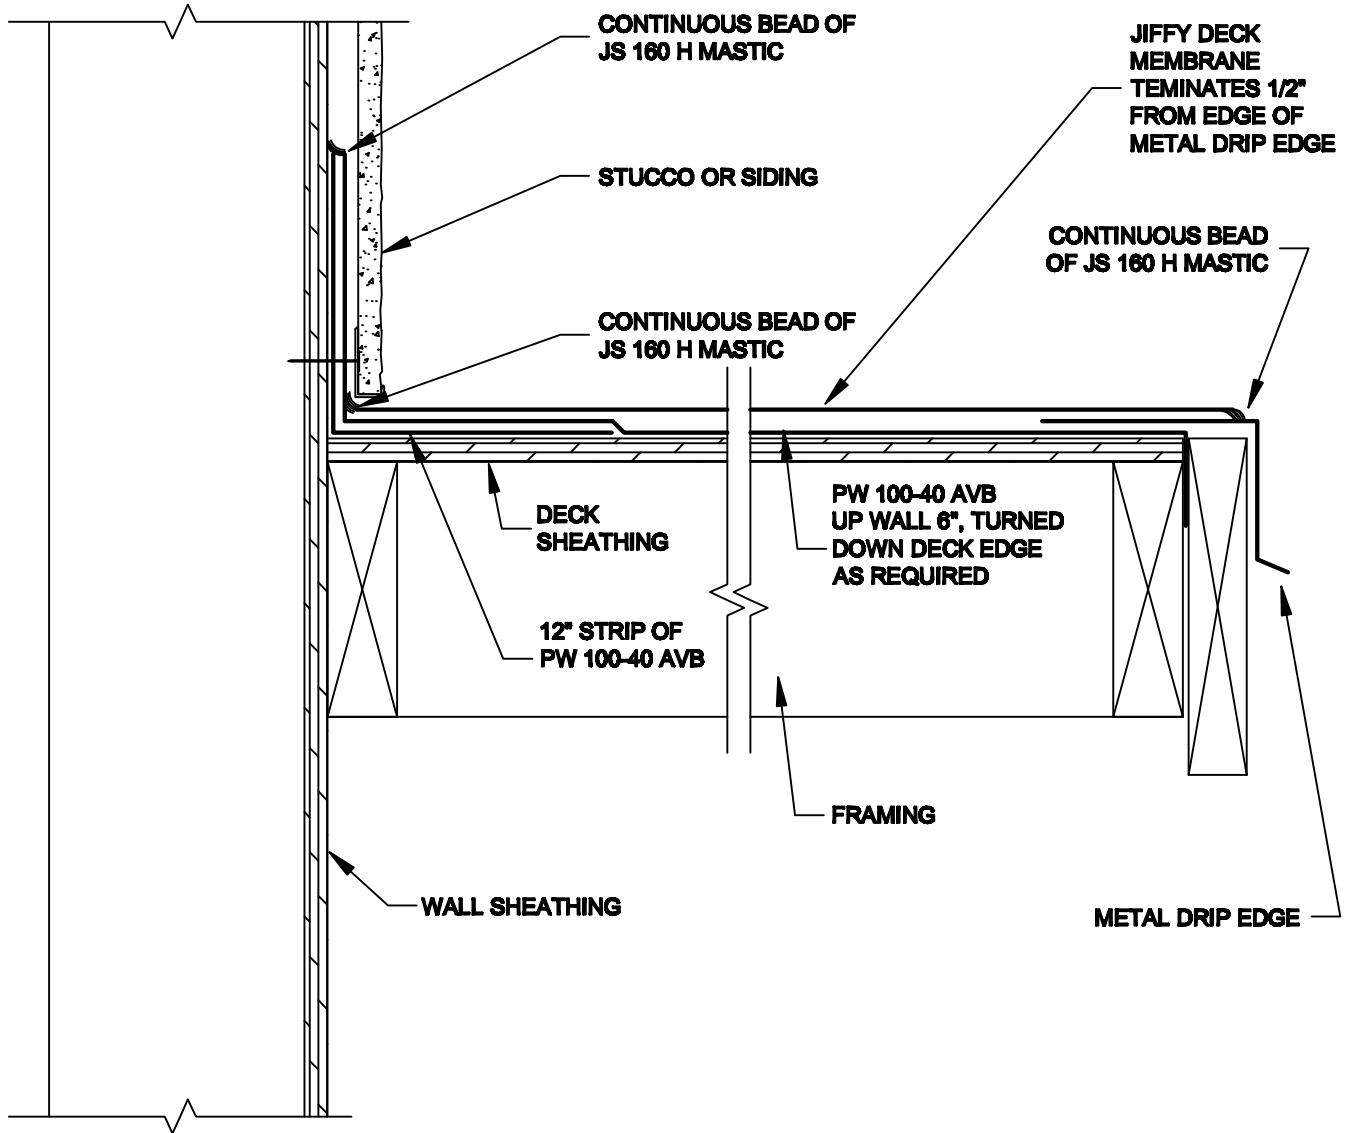 CONTINUOUS BEAD OF
JS 160 H MASTIC
JIFFY DECK
MEMBRANE
TEMINATES 1/2"
FROM EDGE OF
METAL DRIP EDGE
STUCCO OR SIDING
CONTINUOUS BEAD
OF JS 160 H MASTIC
CONTINUOUS BEAD OF
JS 160 H MASTIC
DECK
SHEATHING
PW 100-40 AVB
UP WALL 6", TURNED
DOWN DECK EDGE
AS REQUIRED
12" STRIP OF
PW 100-40 AVB
FRAMING
WALL SHEATHING
METAL DRIP EDGE